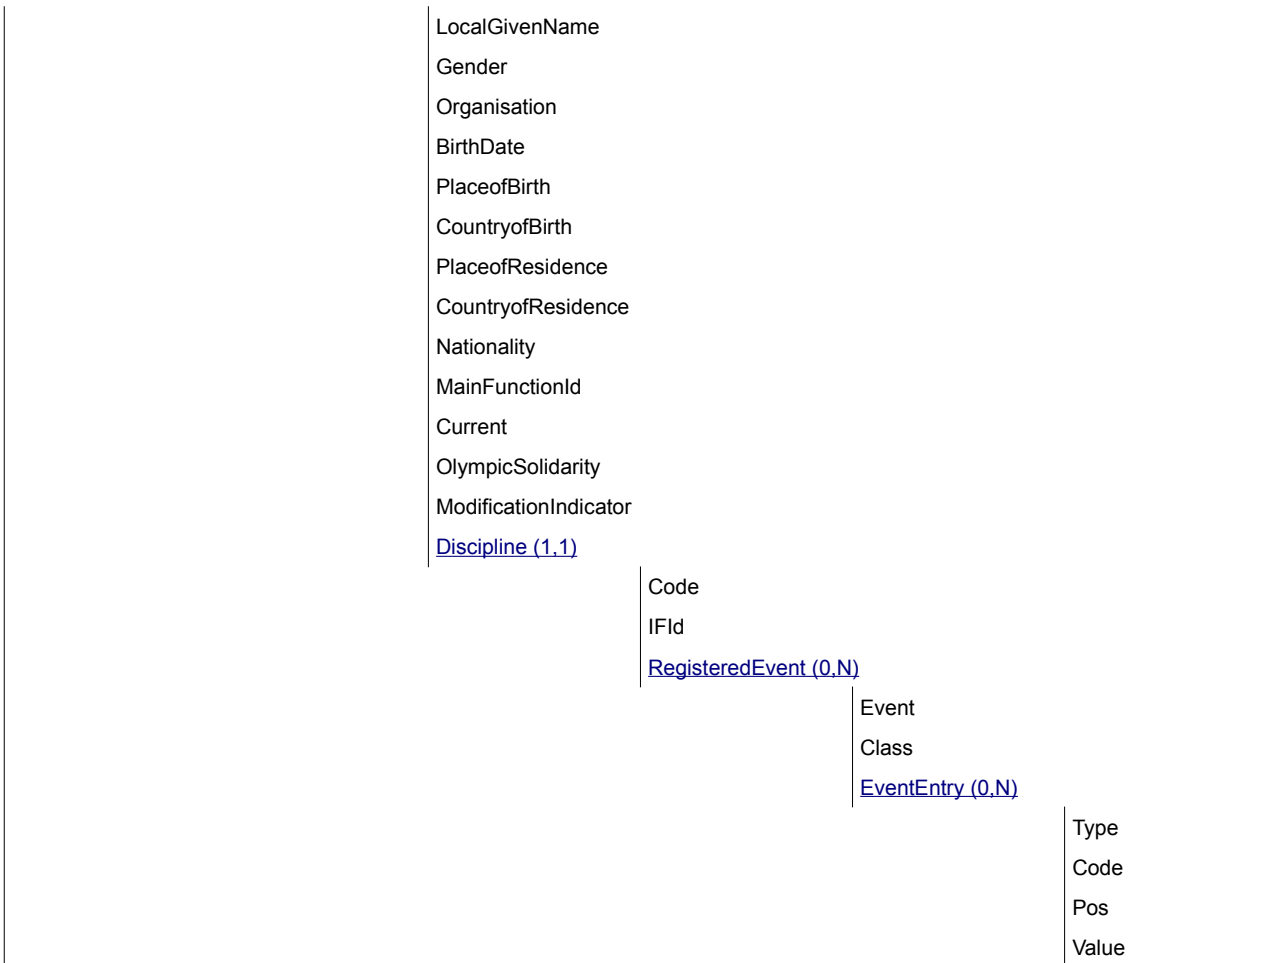 LocalGivenName
Gender
Organisation
BirthDate
PlaceofBirth
CountryofBirth
PlaceofResidence
CountryofResidence
Nationality
MainFunctionId
Current
OlympicSolidarity
ModificationIndicator
Discipline (1,1)
Code
IFId
RegisteredEvent (0,N)
Event
Class
EventEntry (0,N)
Type
Code
Pos
Value